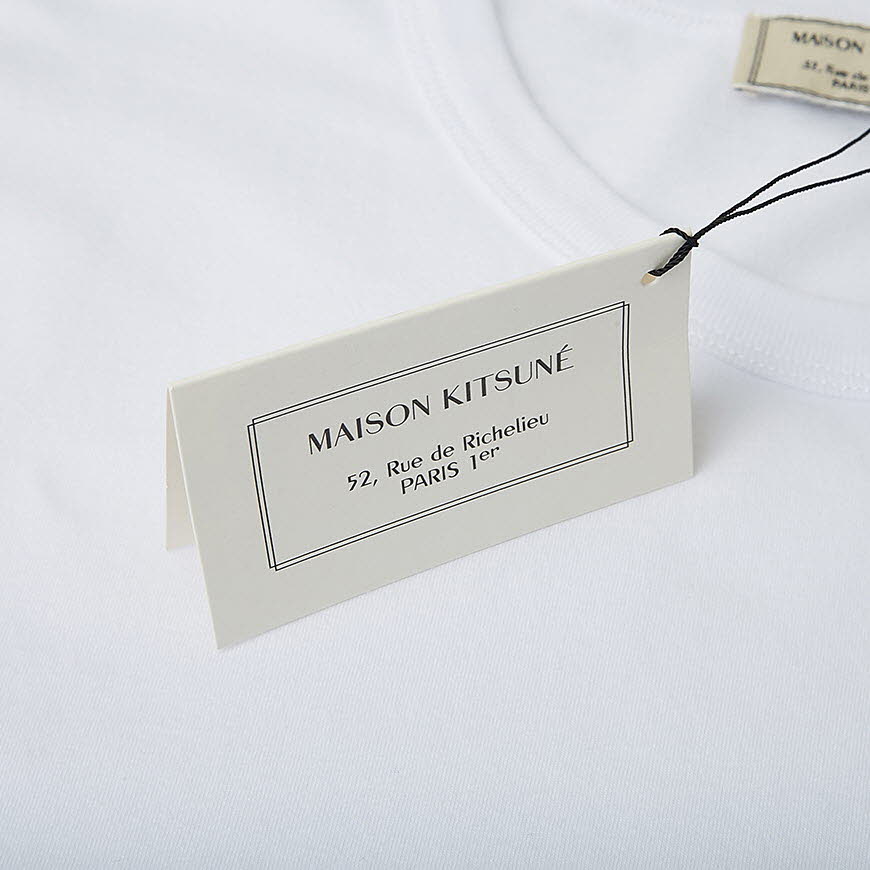 MAISON
52, Rue de
PARIS
MAISON KITSUNÉ
52, Rue de Richelieu
PARIS 1er